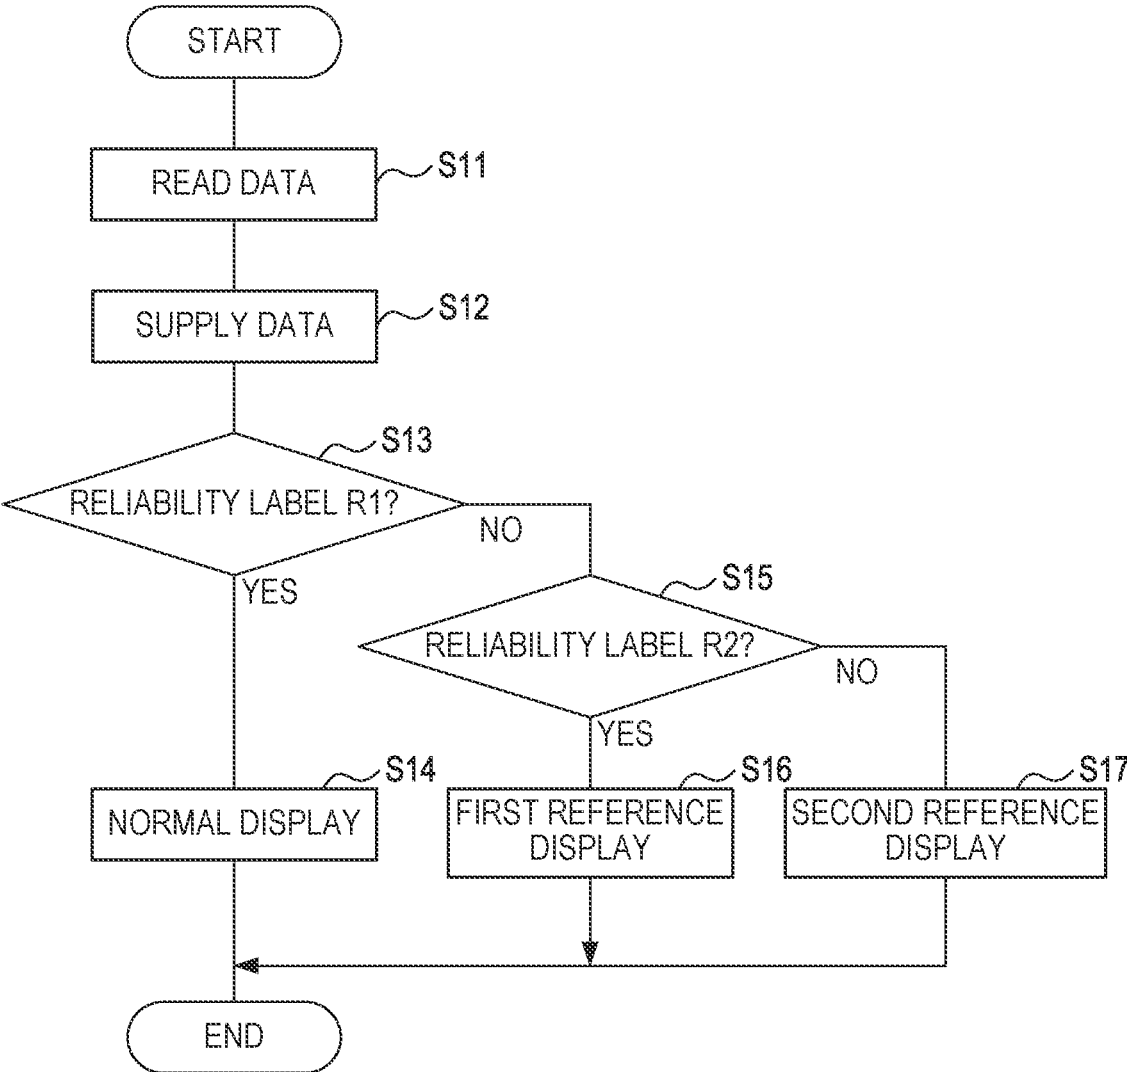 START
READ DATA
S11
SUPPLY DATA
S12
S13
RELIABILITY LABEL R1?
NO
YES
S15
RELIABILITY LABEL R2?
NO
YES
S14
NORMAL DISPLAY
S16
FIRST REFERENCE
DISPLAY
S17
SECOND REFERENCE
DISPLAY
END